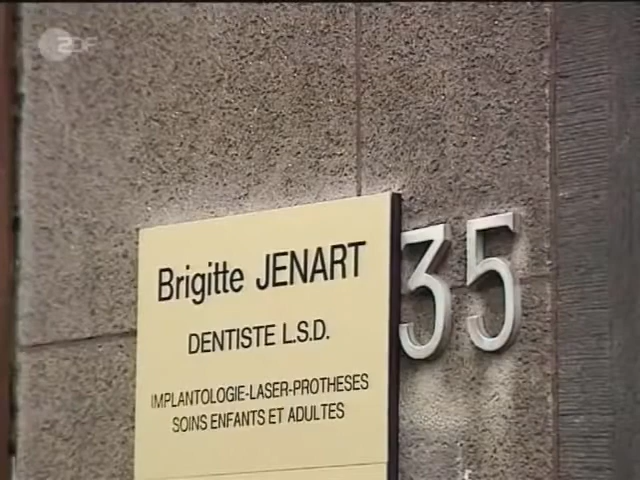 ZDF
Brigitte JENART
35
DENTISTE L.S.D.
IMPLANTOLOGIE-LASER-PROTHESES
SOINS ENFANTS ET ADULTES